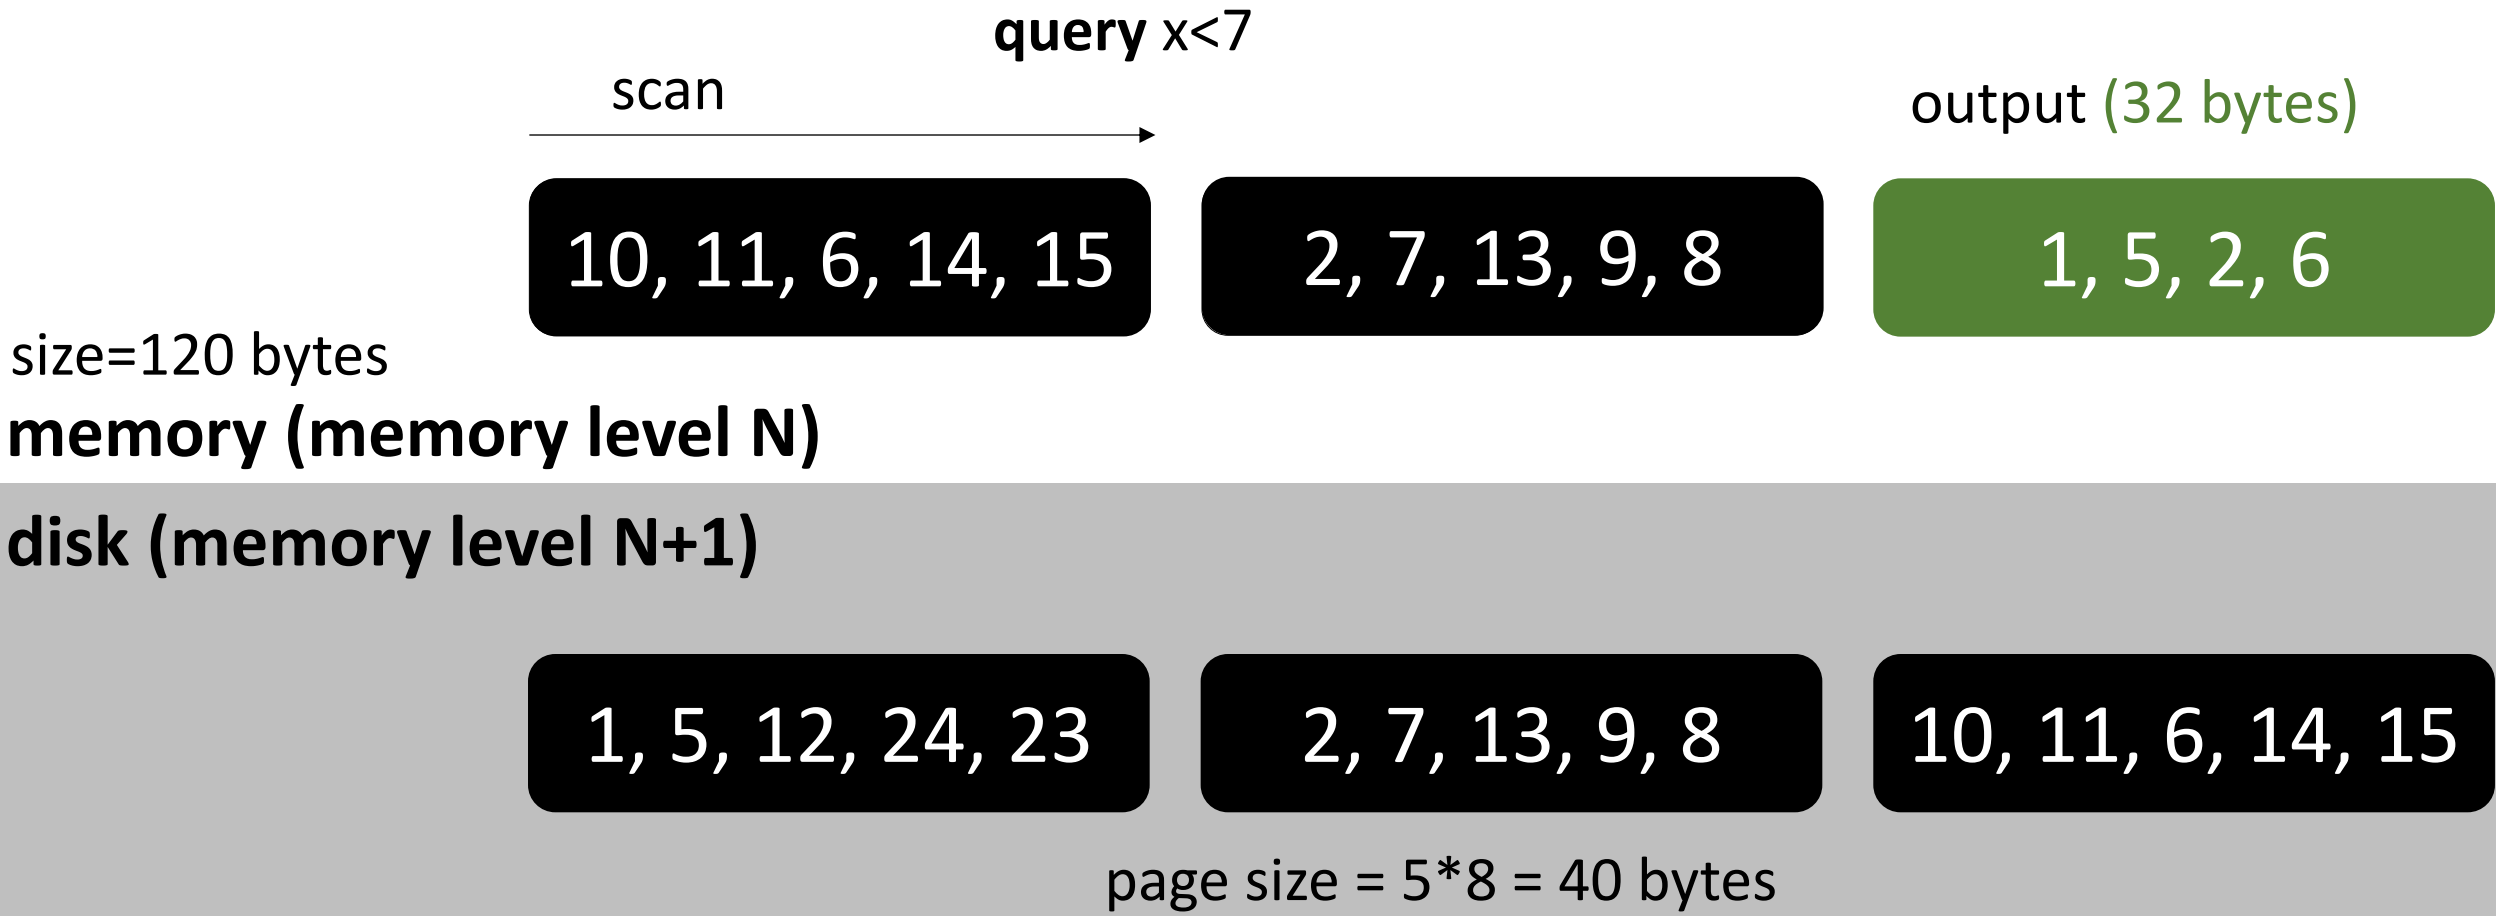 query x<7
scan
output (32 bytes)
10, 11, 6, 14, 15
2, 7, 13, 9, 8
1, 5, 2, 6
size=120 bytes
memory (memory level N)
disk (memory level N+1)
1, 5, 12, 24, 23
2, 7, 13, 9, 8
10, 11, 6, 14, 15
page size = 5*8 = 40 bytes